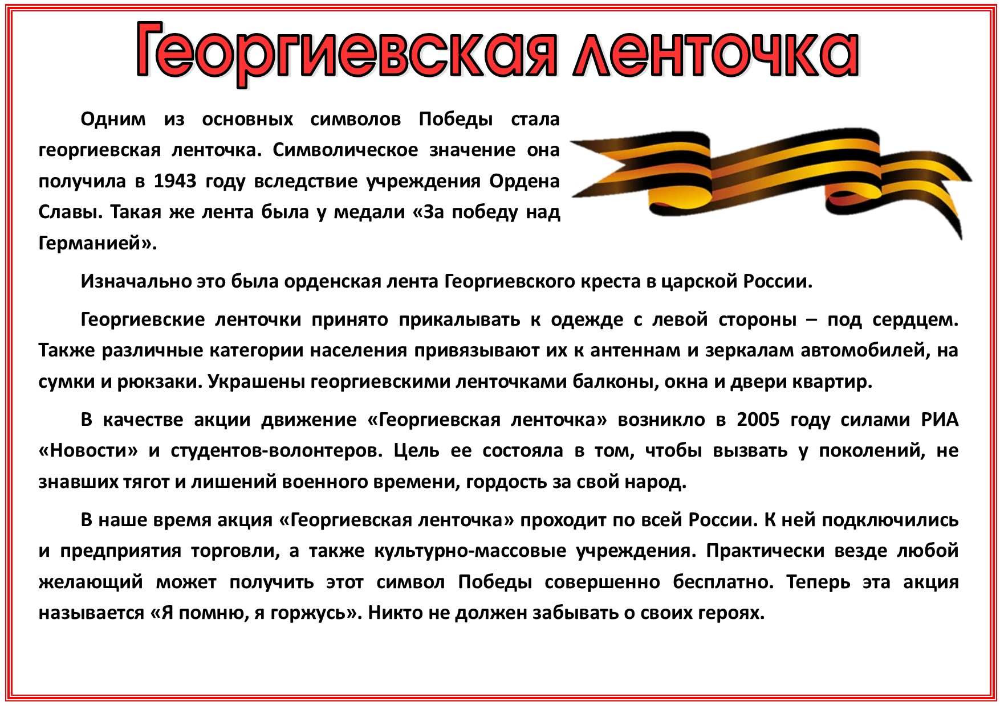 Георгиевская ленточка
Одним из основных символов Победы стала
георгиевская ленточка. Символическое значение она
получила в 1943 году вследствие учреждения Ордена
Славы. Такая же лента была у медали «За победу над
Германией».
Изначально это была орденская лента Георгиевского креста в царской России.
Георгиевские ленточки принято прикалывать к одежде с левой стороны – под сердцем.
Также различные категории населения привязывают их к антеннам и зеркалам автомобилей, на
сумки и рюкзаки. Украшены георгиевскими ленточками балконы, окна и двери квартир.
В качестве акции движение «Георгиевская ленточка» возникло в 2005 году силами РИА
«Новости» и студентов-волонтеров. Цель ее состояла в том, чтобы вызвать у поколений, не
знавших тягот и лишений военного времени, гордость за свой народ.
В наше время акция «Георгиевская ленточка» проходит по всей России. К ней подключились
и предприятия торговли, а также культурно-массовые учреждения. Практически везде любой
желающий может получить этот символ Победы совершенно бесплатно. Теперь эта акция
называется «Я помню, я горжусь». Никто не должен забывать о своих героях.